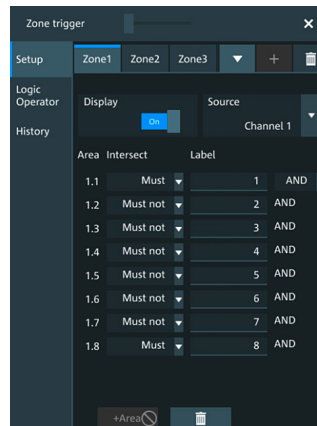 Zone trigger
Setup Zone1 Zone2 Zone3
Logic
Operator
History
Display Source
On Channel 1
Area Intersect Label
1.1 Must 1 AND
1.2 Must not 2 AND
1.3 Must not 3 AND
1.4 Must not 4 AND
1.5 Must not 5 AND
1.6 Must not 6 AND
1.7 Must not 7 AND
1.8 Must 8 AND
+Area